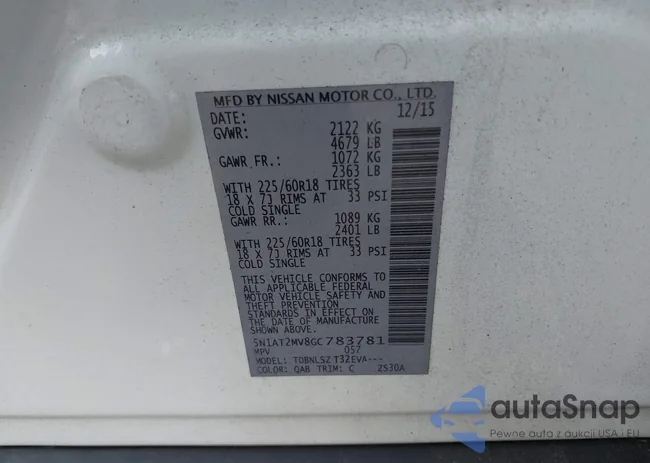 MFD BY NISSAN MOTOR CO., LTD.
DATE: 12/15
GVWR: 2122 KG
4679 LB
GAWR FR.: 1072 KG
2363 LB
WITH 225/60R18 TIRES
18 X 7J RIMS AT 33 PSI
COLD SINGLE
GAWR RR.: 1089 KG
2401 LB
WITH 225/60R18 TIRES
18 X 7J RIMS AT 33 PSI
COLD SINGLE
THIS VEHICLE CONFORMS TO
ALL APPLICABLE FEDERAL
MOTOR VEHICLE SAFETY AND
THEFT PREVENTION
STANDARDS IN EFFECT ON
THE DATE OF MANUFACTURE
SHOWN ABOVE.
5N1AT2MV8GC783781
MPV 057
MODEL: TDBNLSZ T32EVA---
COLOR: QAB TRIM: C 2S30A
autaSnap
Pewne auta z aukcji USA i EU